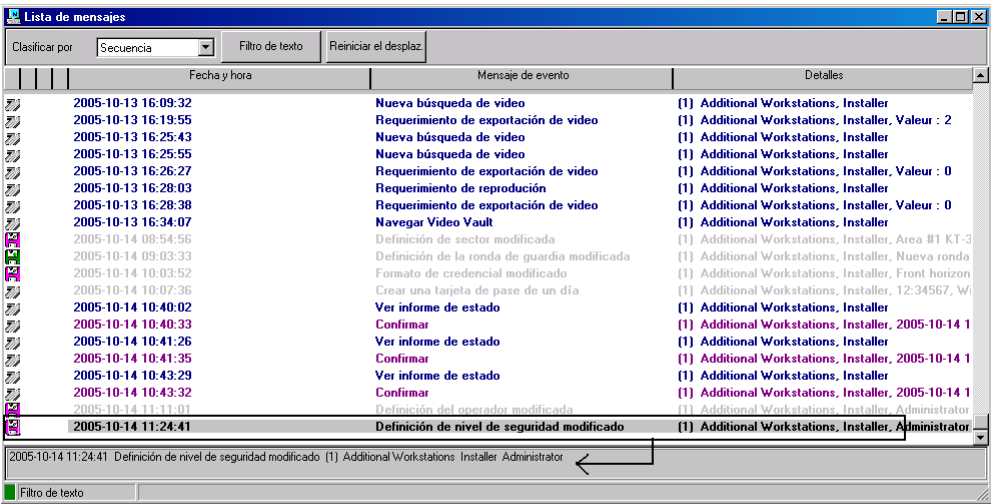 Lista de mensajes
Clasificar por Secuencia Filtro de texto Reiniciar el desplaz.
Fecha y hora Mensaje de evento Detalles
2005-10-13 16:09:32 Nueva búsqueda de video (1) Additional Workstations, Installer
2005-10-13 16:19:55 Requerimiento de exportación de video (1) Additional Workstations, Installer, Valeur : 2
2005-10-13 16:25:43 Nueva búsqueda de video (1) Additional Workstations, Installer
2005-10-13 16:25:55 Nueva búsqueda de video (1) Additional Workstations, Installer
2005-10-13 16:26:27 Requerimiento de exportación de video (1) Additional Workstations, Installer, Valeur : 0
2005-10-13 16:28:03 Requerimiento de reprodución (1) Additional Workstations, Installer
2005-10-13 16:28:38 Requerimiento de exportación de video (1) Additional Workstations, Installer, Valeur : 0
2005-10-13 16:34:07 Navegar Video Vault (1) Additional Workstations, Installer
2005-10-14 08:54:56 Definición de sector modificada (1) Additional Workstations, Installer, Area #1 KT-3
2005-10-14 09:03:33 Definición de la ronda de guardia modificada (1) Additional Workstations, Installer, Nueva ronda
2005-10-14 10:03:52 Formato de credencial modificado (1) Additional Workstations, Installer, Front horizon
2005-10-14 10:07:36 Crear una tarjeta de pase de un día (1) Additional Workstations, Installer, 12:34567, Wi
2005-10-14 10:40:02 Ver informe de estado (1) Additional Workstations, Installer
2005-10-14 10:40:33 Confirmar (1) Additional Workstations, Installer, 2005-10-14 1
2005-10-14 10:41:26 Ver informe de estado (1) Additional Workstations, Installer
2005-10-14 10:41:35 Confirmar (1) Additional Workstations, Installer, 2005-10-14 1
2005-10-14 10:43:29 Ver informe de estado (1) Additional Workstations, Installer
2005-10-14 10:43:32 Confirmar (1) Additional Workstations, Installer, 2005-10-14 1
2005-10-14 11:11:01 Definición del operador modificada (1) Additional Workstations, Installer, Administrator
2005-10-14 11:24:41 Definición de nivel de seguridad modificado (1) Additional Workstations, Installer, Administrator
2005-10-14 11:24:41 Definición de nivel de seguridad modificado (1) Additional Workstations Installer Administrator
Filtro de texto